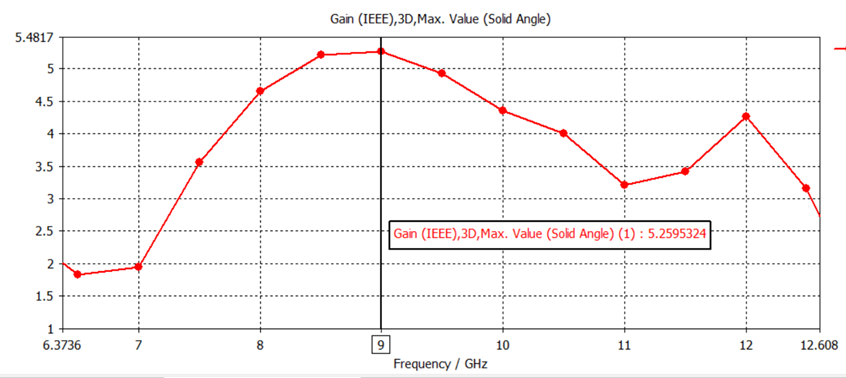 Gain (IEEE),3D,Max. Value (Solid Angle)
5.4817
5
4.5
4
3.5
3
2.5
2
1.5
1
Gain (IEEE),3D,Max. Value (Solid Angle) (1) : 5.2595324
6.3736 7 8 9 10 11 12 12.608
Frequency / GHz